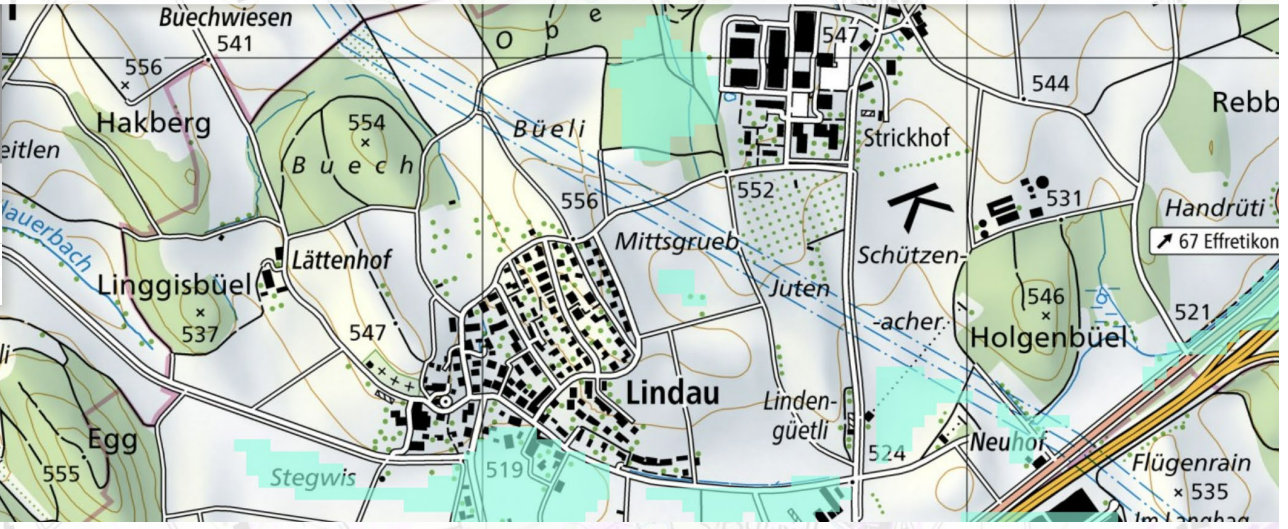 Buechwiesen
541
O b e
547
556
544
Hakberg
554
Büeli
Strickhof
Rebb
eitlen
Buech
552
531
556
Handrüti
Mittsgrueb
67 Effretikon
Lättenhof
Schützen-
Linggisbüel
Juten
546
537
547
-acher
521
Holgenbüel
Lindau
Linden-
güetli
Egg
Neuhof
524
555
Stegwis
519
Flügenrain
535
Im Langhag